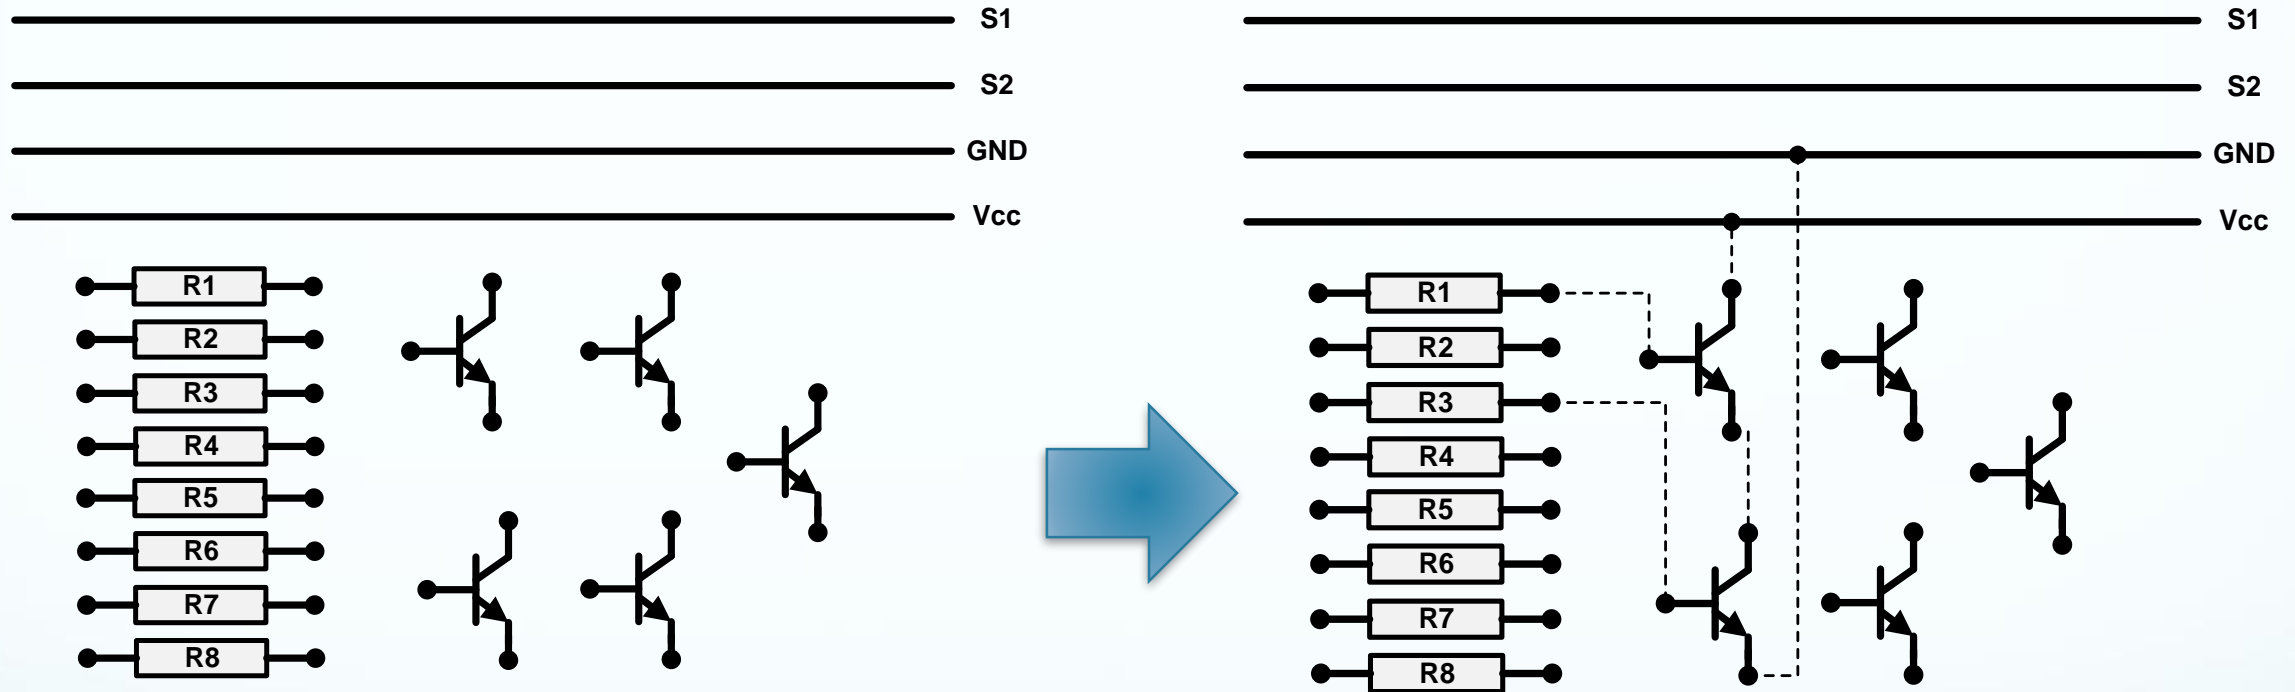 S1
S2
GND
Vcc
R1
R2
R3
R4
R5
R6
R7
R8
S1
S2
GND
Vcc
R1
R2
R3
R4
R5
R6
R7
R8